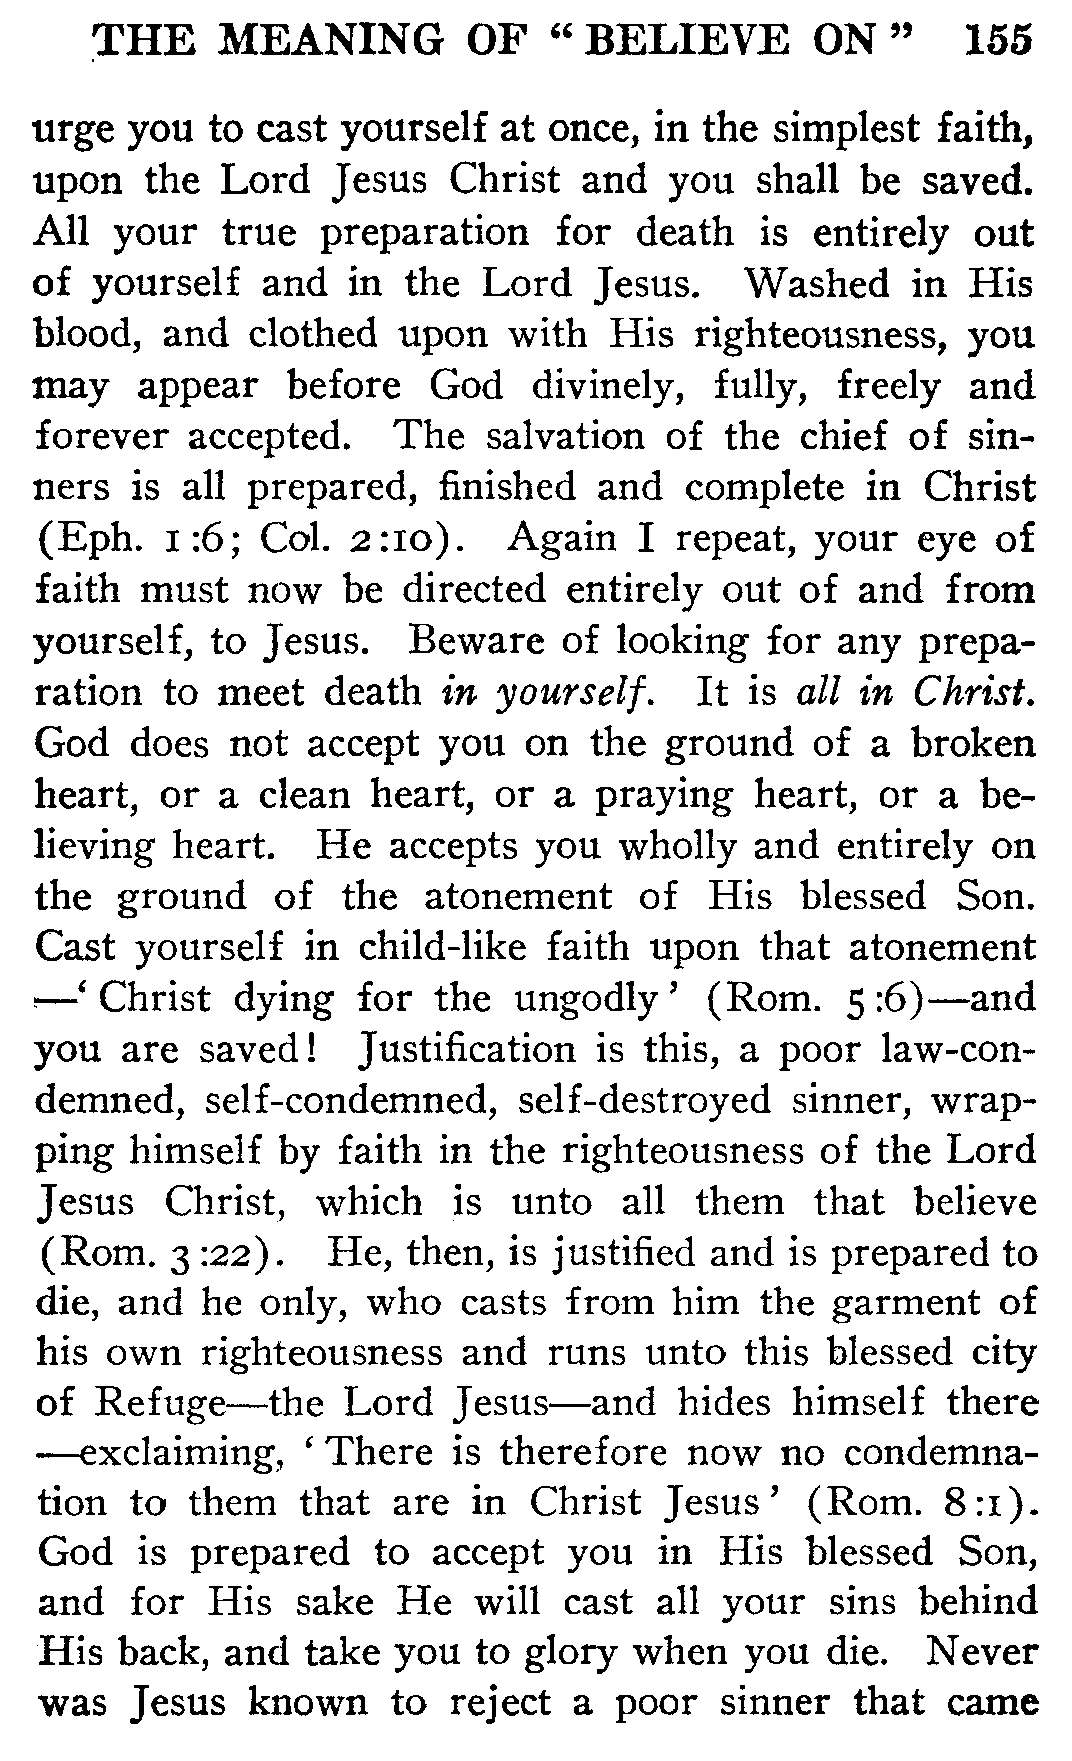 THE MEANING OF “BELIEVE ON” 155
urge you to cast yourself at once, in the simplest faith,
upon the Lord Jesus Christ and you shall be saved.
All your true preparation for death is entirely out
of yourself and in the Lord Jesus. Washed in His
blood, and clothed upon with His righteousness, you
may appear before God divinely, fully, freely and
forever accepted. The salvation of the chief of sin-
ners is all prepared, finished and complete in Christ
(Eph. 1:6; Col. 2:10). Again I repeat, your eye of
faith must now be directed entirely out of and from
yourself, to Jesus. Beware of looking for any prepa-
ration to meet death in yourself. It is all in Christ.
God does not accept you on the ground of a broken
heart, or a clean heart, or a praying heart, or a be-
lieving heart. He accepts you wholly and entirely on
the ground of the atonement of His blessed Son.
Cast yourself in child-like faith upon that atonement
—‘Christ dying for the ungodly’ (Rom. 5:6)—and
you are saved! Justification is this, a poor law-con-
demned, self-condemned, self-destroyed sinner, wrap-
ping himself by faith in the righteousness of the Lord
Jesus Christ, which is unto all them that believe
(Rom. 3:22). He, then, is justified and is prepared to
die, and he only, who casts from him the garment of
his own righteousness and runs unto this blessed city
of Refuge—the Lord Jesus—and hides himself there
—exclaiming, ‘There is therefore now no condemna-
tion to them that are in Christ Jesus’ (Rom. 8:1).
God is prepared to accept you in His blessed Son,
and for His sake He will cast all your sins behind
His back, and take you to glory when you die. Never
was Jesus known to reject a poor sinner that came